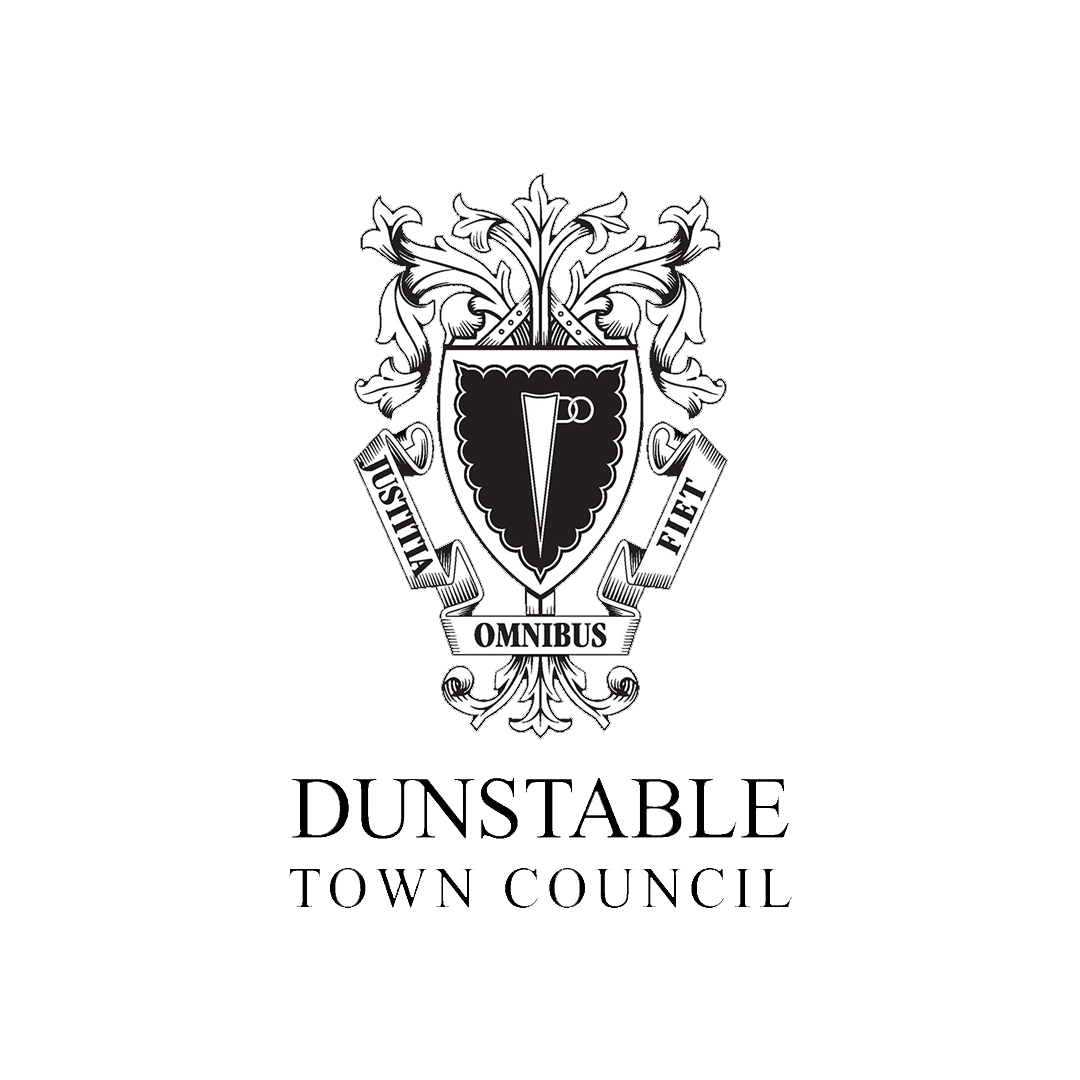 JUSTITIA
OMNIBUS
FIET
DUNSTABLE
TOWN COUNCIL